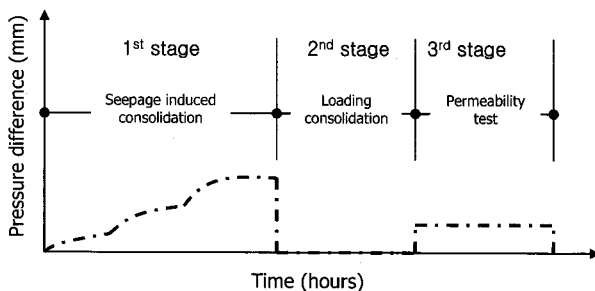 Pressure difference (mm)
1st stage
2nd stage
3rd stage
Seepage induced
consolidation
Loading
consolidation
Permeability
test
Time (hours)